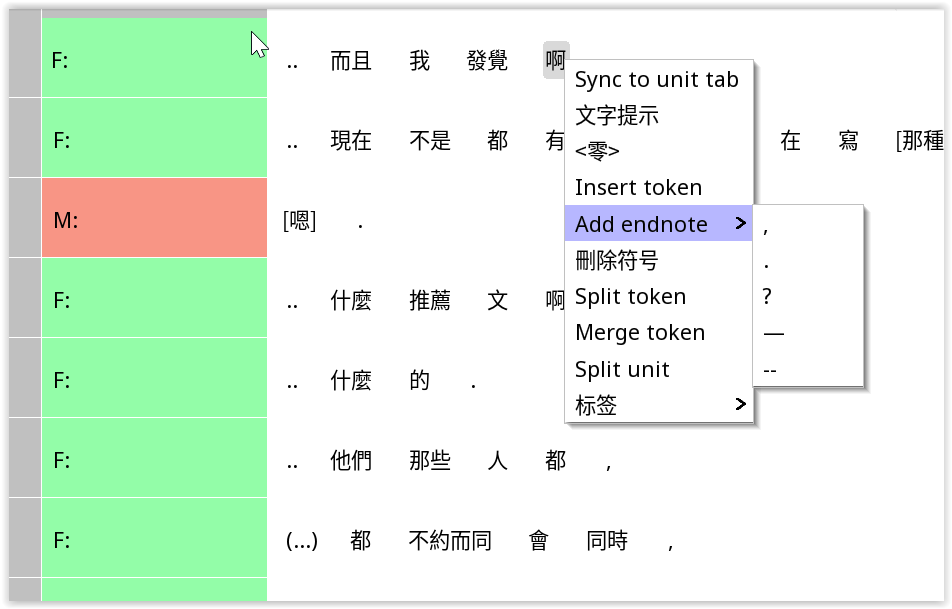 F: .. 而且 我 發覺 啊
F: .. 現在 不是 都 有 在 寫 [那種
M: [嗯] .
F: .. 什麼 推薦 文 啊
F: .. 什麼 的 .
F: .. 他們 那些 人 都 ,
F: (...) 都 不約而同 會 同時 ,
Sync to unit tab
文字提示
<零>
Insert token
Add endnote >
刪除符号
Split token
Merge token
Split unit
标签 >
,
.
?
—
--